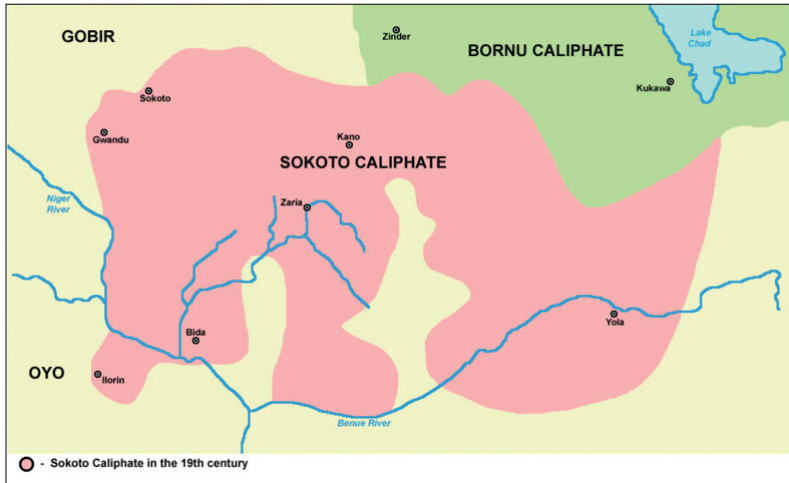 GOBIR
Zinder
BORNU CALIPHATE
Lake
Chad
Kukawa
Sokoto
Gwandu
Kano
SOKOTO CALIPHATE
Niger
River
Zaria
Yola
Bida
OYO
Ilorin
Benue River
- Sokoto Caliphate in the 19th century